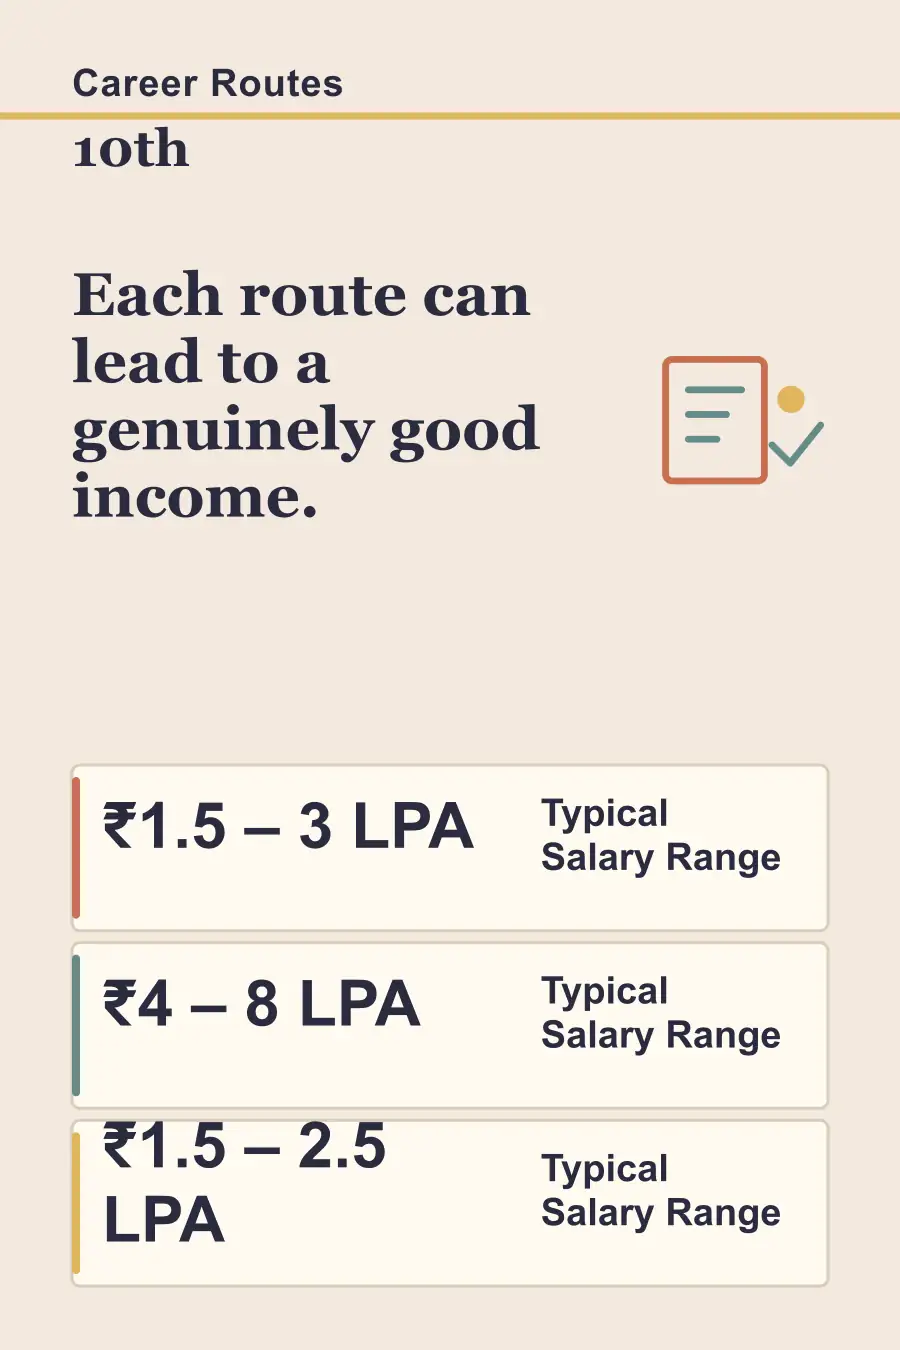 Career Routes
10th
Each route can
lead to a
genuinely good
income.
₹1.5 – 3 LPA
Typical
Salary Range
₹4 – 8 LPA
Typical
Salary Range
₹1.5 – 2.5
LPA
Typical
Salary Range